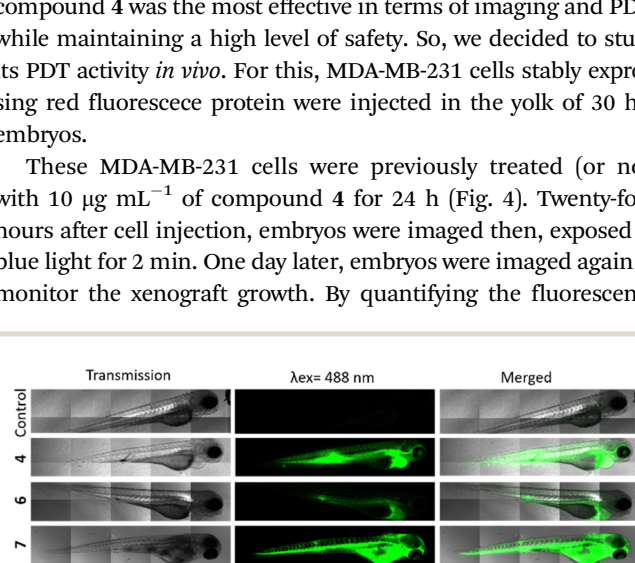 compound 4 was the most effective in terms of imaging and PD
while maintaining a high level of safety. So, we decided to stu
its PDT activity in vivo. For this, MDA-MB-231 cells stably expre
sing red fluorescece protein were injected in the yolk of 30 h
embryos.
These MDA-MB-231 cells were previously treated (or no
with 10 μg mL−1 of compound 4 for 24 h (Fig. 4). Twenty-fo
hours after cell injection, embryos were imaged then, exposed
blue light for 2 min. One day later, embryos were imaged again
monitor the xenograft growth. By quantifying the fluorescen
Transmission λex= 488 nm Merged
Control
4
6
7